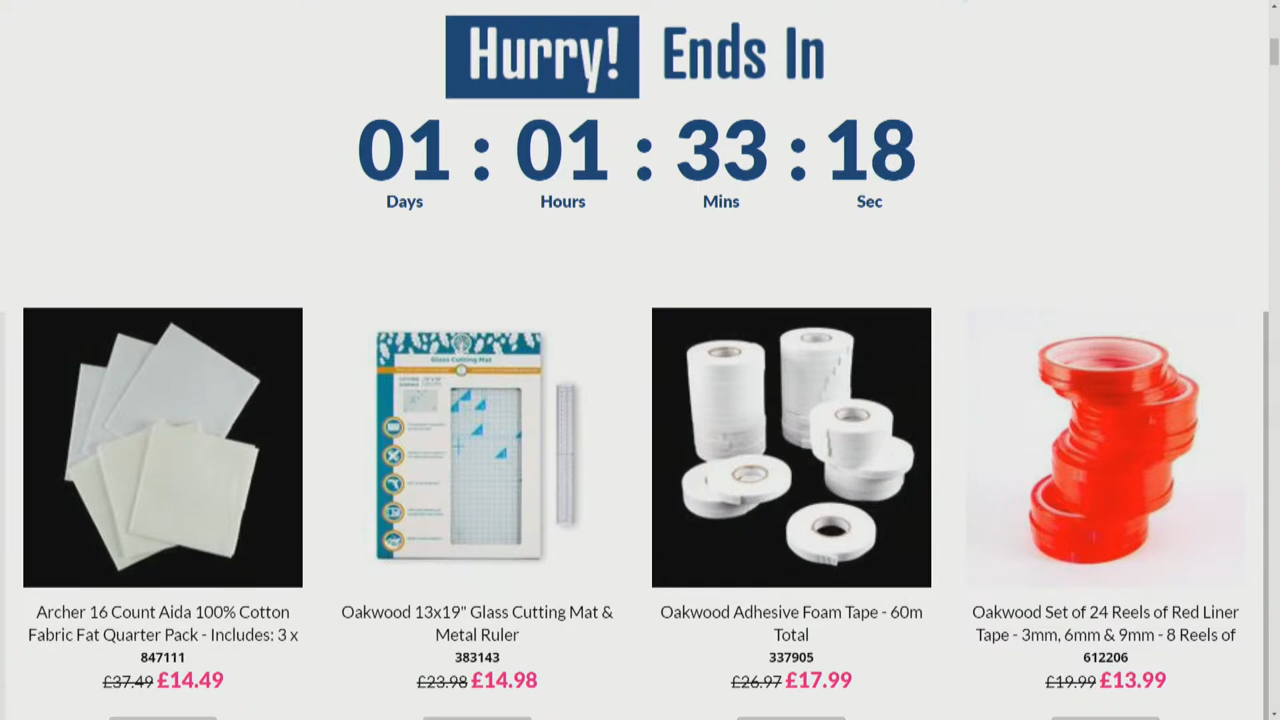 Hurry! Ends In
01 : 01 : 33 : 18
Days Hours Mins Sec
Glass Cutting Mat
Archer 16 Count Aida 100% Cotton
Fabric Fat Quarter Pack - Includes: 3 x
847111
£37.49 £14.49
Oakwood 13x19" Glass Cutting Mat &
Metal Ruler
383143
£23.98 £14.98
Oakwood Adhesive Foam Tape - 60m
Total
337905
£26.97 £17.99
Oakwood Set of 24 Reels of Red Liner
Tape - 3mm, 6mm & 9mm - 8 Reels of
612206
£19.99 £13.99